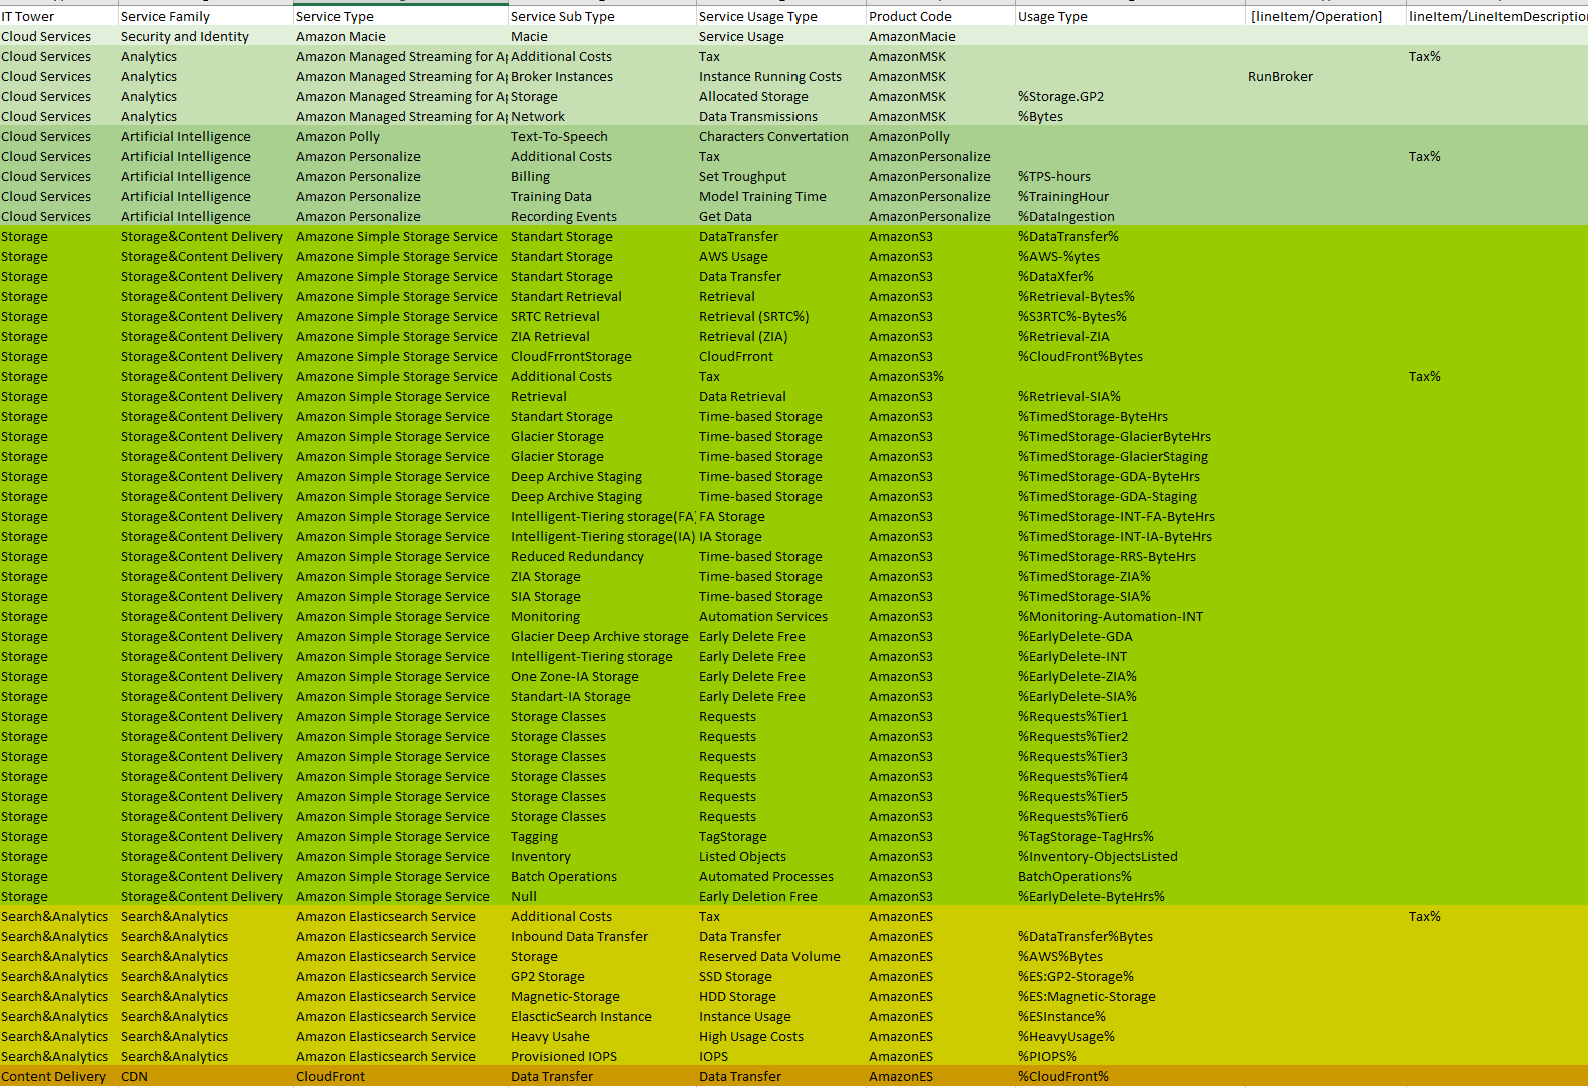 IT Tower Service Family Service Type Service Sub Type Service Usage Type Product Code Usage Type [lineItem/Operation] lineItem/LineItemDescription
Cloud Services Security and Identity Amazon Macie Macie Service Usage AmazonMacie
Cloud Services Analytics Amazon Managed Streaming for Ap Additional Costs Tax AmazonMSK Tax%
Cloud Services Analytics Amazon Managed Streaming for Ap Broker Instances Instance Running Costs AmazonMSK RunBroker
Cloud Services Analytics Amazon Managed Streaming for Ap Storage Allocated Storage AmazonMSK %Storage.GP2
Cloud Services Analytics Amazon Managed Streaming for Ap Network Data Transmissions AmazonMSK %Bytes
Cloud Services Artificial Intelligence Amazon Polly Text-To-Speech Characters Convertation AmazonPolly
Cloud Services Artificial Intelligence Amazon Personalize Additional Costs Tax AmazonPersonalize Tax%
Cloud Services Artificial Intelligence Amazon Personalize Billing Set Troughput AmazonPersonalize %TPS-hours
Cloud Services Artificial Intelligence Amazon Personalize Training Data Model Training Time AmazonPersonalize %TrainingHour
Cloud Services Artificial Intelligence Amazon Personalize Recording Events Get Data AmazonPersonalize %DataIngestion
Storage Storage&Content Delivery Amazone Simple Storage Service Standart Storage DataTransfer AmazonS3 %DataTransfer%
Storage Storage&Content Delivery Amazone Simple Storage Service Standart Storage AWS Usage AmazonS3 %AWS-%ytes
Storage Storage&Content Delivery Amazone Simple Storage Service Standart Storage Data Transfer AmazonS3 %DataXfer%
Storage Storage&Content Delivery Amazone Simple Storage Service Standart Retrieval Retrieval AmazonS3 %Retrieval-Bytes%
Storage Storage&Content Delivery Amazone Simple Storage Service SRTC Retrieval Retrieval (SRTC%) AmazonS3 %S3RTC%-Bytes%
Storage Storage&Content Delivery Amazone Simple Storage Service ZIA Retrieval Retrieval (ZIA) AmazonS3 %Retrieval-ZIA
Storage Storage&Content Delivery Amazone Simple Storage Service CloudFrrontStorage CloudFrront AmazonS3 %CloudFront%Bytes
Storage Storage&Content Delivery Amazone Simple Storage Service Additional Costs Tax AmazonS3% Tax%
Storage Storage&Content Delivery Amazon Simple Storage Service Retrieval Data Retrieval AmazonS3 %Retrieval-SIA%
Storage Storage&Content Delivery Amazon Simple Storage Service Standart Storage Time-based Storage AmazonS3 %TimedStorage-ByteHrs
Storage Storage&Content Delivery Amazon Simple Storage Service Glacier Storage Time-based Storage AmazonS3 %TimedStorage-GlacierByteHrs
Storage Storage&Content Delivery Amazon Simple Storage Service Glacier Storage Time-based Storage AmazonS3 %TimedStorage-GlacierStaging
Storage Storage&Content Delivery Amazon Simple Storage Service Deep Archive Staging Time-based Storage AmazonS3 %TimedStorage-GDA-ByteHrs
Storage Storage&Content Delivery Amazon Simple Storage Service Deep Archive Staging Time-based Storage AmazonS3 %TimedStorage-GDA-Staging
Storage Storage&Content Delivery Amazon Simple Storage Service Intelligent-Tiering storage(FA) FA Storage AmazonS3 %TimedStorage-INT-FA-ByteHrs
Storage Storage&Content Delivery Amazon Simple Storage Service Intelligent-Tiering storage(IA) IA Storage AmazonS3 %TimedStorage-INT-IA-ByteHrs
Storage Storage&Content Delivery Amazon Simple Storage Service Reduced Redundancy Time-based Storage AmazonS3 %TimedStorage-RRS-ByteHrs
Storage Storage&Content Delivery Amazon Simple Storage Service ZIA Storage Time-based Storage AmazonS3 %TimedStorage-ZIA%
Storage Storage&Content Delivery Amazon Simple Storage Service SIA Storage Time-based Storage AmazonS3 %TimedStorage-SIA%
Storage Storage&Content Delivery Amazon Simple Storage Service Monitoring Automation Services AmazonS3 %Monitoring-Automation-INT
Storage Storage&Content Delivery Amazon Simple Storage Service Glacier Deep Archive storage Early Delete Free AmazonS3 %EarlyDelete-GDA
Storage Storage&Content Delivery Amazon Simple Storage Service Intelligent-Tiering storage Early Delete Free AmazonS3 %EarlyDelete-INT
Storage Storage&Content Delivery Amazon Simple Storage Service One Zone-IA Storage Early Delete Free AmazonS3 %EarlyDelete-ZIA%
Storage Storage&Content Delivery Amazon Simple Storage Service Standart-IA Storage Early Delete Free AmazonS3 %EarlyDelete-SIA%
Storage Storage&Content Delivery Amazon Simple Storage Service Storage Classes Requests AmazonS3 %Requests%Tier1
Storage Storage&Content Delivery Amazon Simple Storage Service Storage Classes Requests AmazonS3 %Requests%Tier2
Storage Storage&Content Delivery Amazon Simple Storage Service Storage Classes Requests AmazonS3 %Requests%Tier3
Storage Storage&Content Delivery Amazon Simple Storage Service Storage Classes Requests AmazonS3 %Requests%Tier4
Storage Storage&Content Delivery Amazon Simple Storage Service Storage Classes Requests AmazonS3 %Requests%Tier5
Storage Storage&Content Delivery Amazon Simple Storage Service Storage Classes Requests AmazonS3 %Requests%Tier6
Storage Storage&Content Delivery Amazon Simple Storage Service Tagging TagStorage AmazonS3 %TagStorage-TagHrs%
Storage Storage&Content Delivery Amazon Simple Storage Service Inventory Listed Objects AmazonS3 %Inventory-ObjectsListed
Storage Storage&Content Delivery Amazon Simple Storage Service Batch Operations Automated Processes AmazonS3 BatchOperations%
Storage Storage&Content Delivery Amazon Simple Storage Service Null Early Deletion Free AmazonS3 %EarlyDelete-ByteHrs%
Search&Analytics Search&Analytics Amazon Elasticsearch Service Additional Costs Tax AmazonES Tax%
Search&Analytics Search&Analytics Amazon Elasticsearch Service Inbound Data Transfer Data Transfer AmazonES %DataTransfer%Bytes
Search&Analytics Search&Analytics Amazon Elasticsearch Service Storage Reserved Data Volume AmazonES %AWS%Bytes
Search&Analytics Search&Analytics Amazon Elasticsearch Service GP2 Storage SSD Storage AmazonES %ES:GP2-Storage%
Search&Analytics Search&Analytics Amazon Elasticsearch Service Magnetic-Storage HDD Storage AmazonES %ES:Magnetic-Storage
Search&Analytics Search&Analytics Amazon Elasticsearch Service ElascticSearch Instance Instance Usage AmazonES %ESInstance%
Search&Analytics Search&Analytics Amazon Elasticsearch Service Heavy Usahe High Usage Costs AmazonES %HeavyUsage%
Search&Analytics Search&Analytics Amazon Elasticsearch Service Provisioned IOPS IOPS AmazonES %PIOPS%
Content Delivery CDN CloudFront Data Transfer Data Transfer AmazonES %CloudFront%